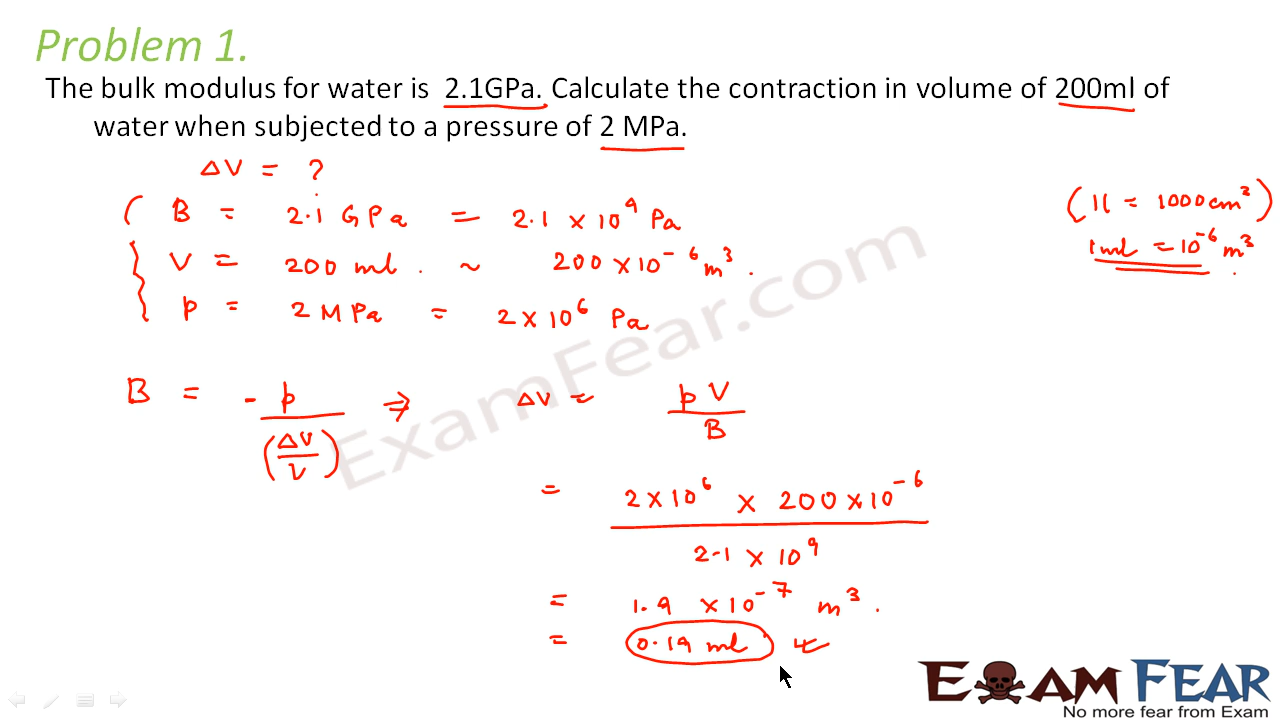 Problem 1.
The bulk modulus for water is 2.1GPa. Calculate the contraction in volume of 200ml of
water when subjected to a pressure of 2 MPa.
ΔV = ?
B = 2.1 GPa = 2.1 × 10⁹ Pa
(1l = 1000cm³)
V = 200 ml. ~ 200 × 10⁻⁶ m³.
1ml = 10⁻⁶ m³.
p = 2 MPa = 2 × 10⁶ Pa
B = - p / (ΔV/V) ⇒ ΔV = pV / B
= 2 × 10⁶ × 200 × 10⁻⁶ / 2.1 × 10⁹
= 1.9 × 10⁻⁷ m³.
= 0.19 ml
ExamFear.com
EXAM FEAR
No more fear from Exam